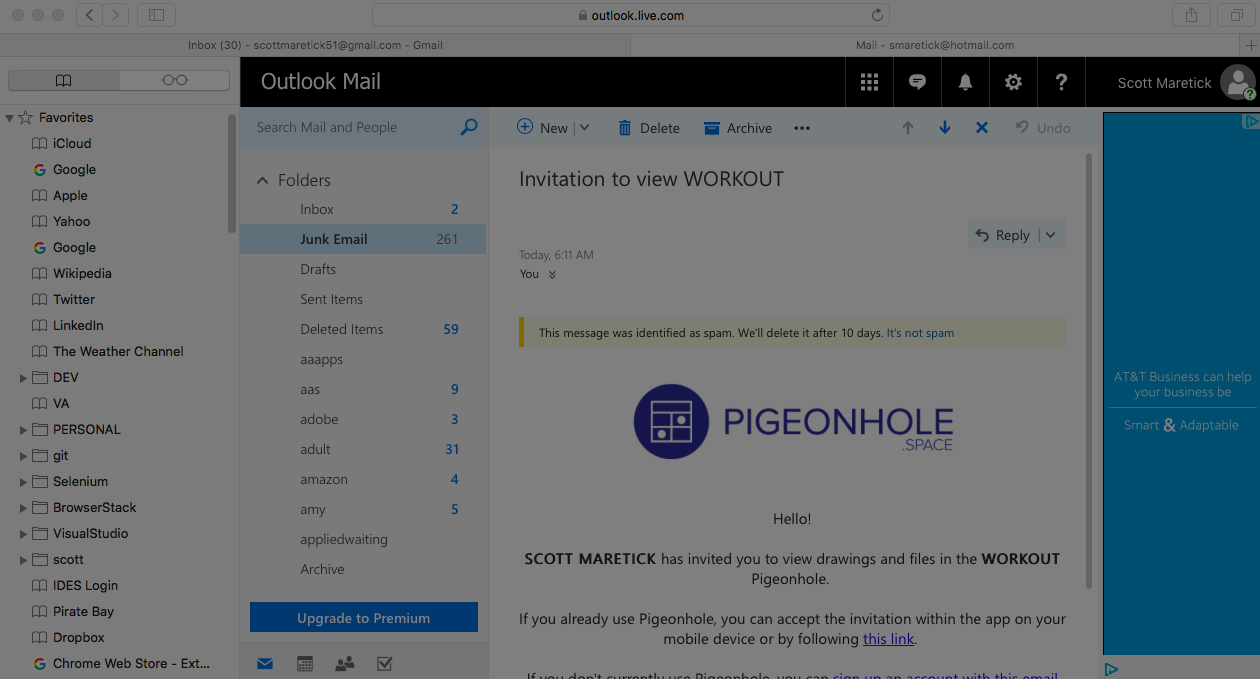 outlook.live.com
Inbox (30) - scottmaretick51@gmail.com - Gmail
Mail - smaretick@hotmail.com
Outlook Mail
?
Scott Maretick
?
Favorites
iCloud
Google
Apple
Yahoo
Google
Wikipedia
Twitter
LinkedIn
The Weather Channel
DEV
VA
PERSONAL
git
Selenium
BrowserStack
VisualStudio
scott
IDES Login
Pirate Bay
Dropbox
Chrome Web Store - Ext...
Search Mail and People
Folders
Inbox 2
Junk Email 261
Drafts
Sent Items
Deleted Items 59
aaapps
aas 9
adobe 3
adult 31
amazon 4
amy 5
appliedwaiting
Archive
Upgrade to Premium
New
Delete
Archive
Undo
Invitation to view WORKOUT
Reply
Today, 6:11 AM
You
This message was identified as spam. We'll delete it after 10 days. It's not spam
PIGEONHOLE
.SPACE
Hello!
SCOTT MARETICK has invited you to view drawings and files in the WORKOUT
Pigeonhole.
If you already use Pigeonhole, you can accept the invitation within the app on your
mobile device or by following this link.
If you don't currently use Pigeonhole, you can sign up an account with this email
AT&T Business can help
your business be
Smart & Adaptable